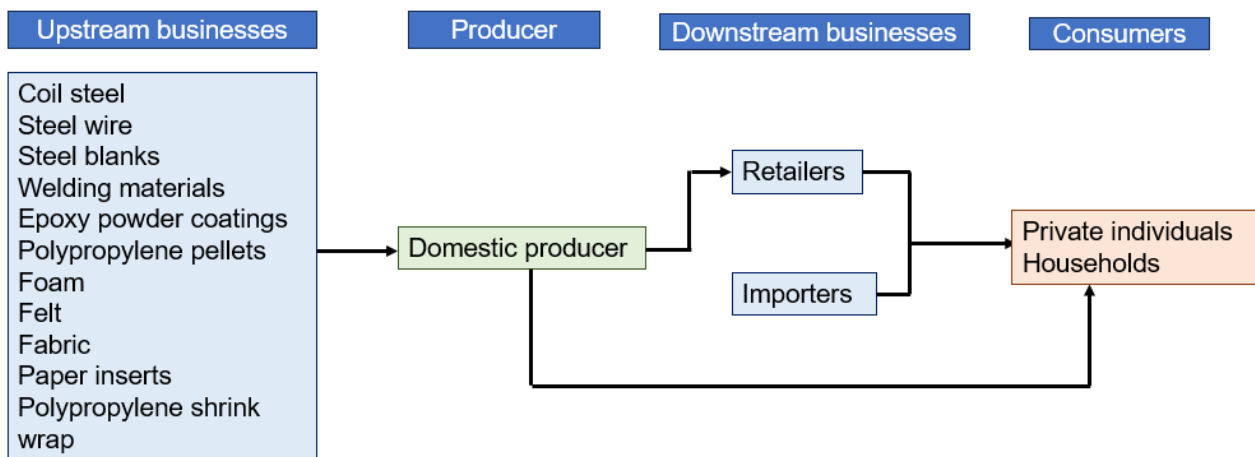 Upstream businesses
Producer
Downstream businesses
Consumers
Coil steel
Steel wire
Steel blanks
Welding materials
Epoxy powder coatings
Polypropylene pellets
Foam
Felt
Fabric
Paper inserts
Polypropylene shrink
wrap
Domestic producer
Retailers
Importers
Private individuals
Households